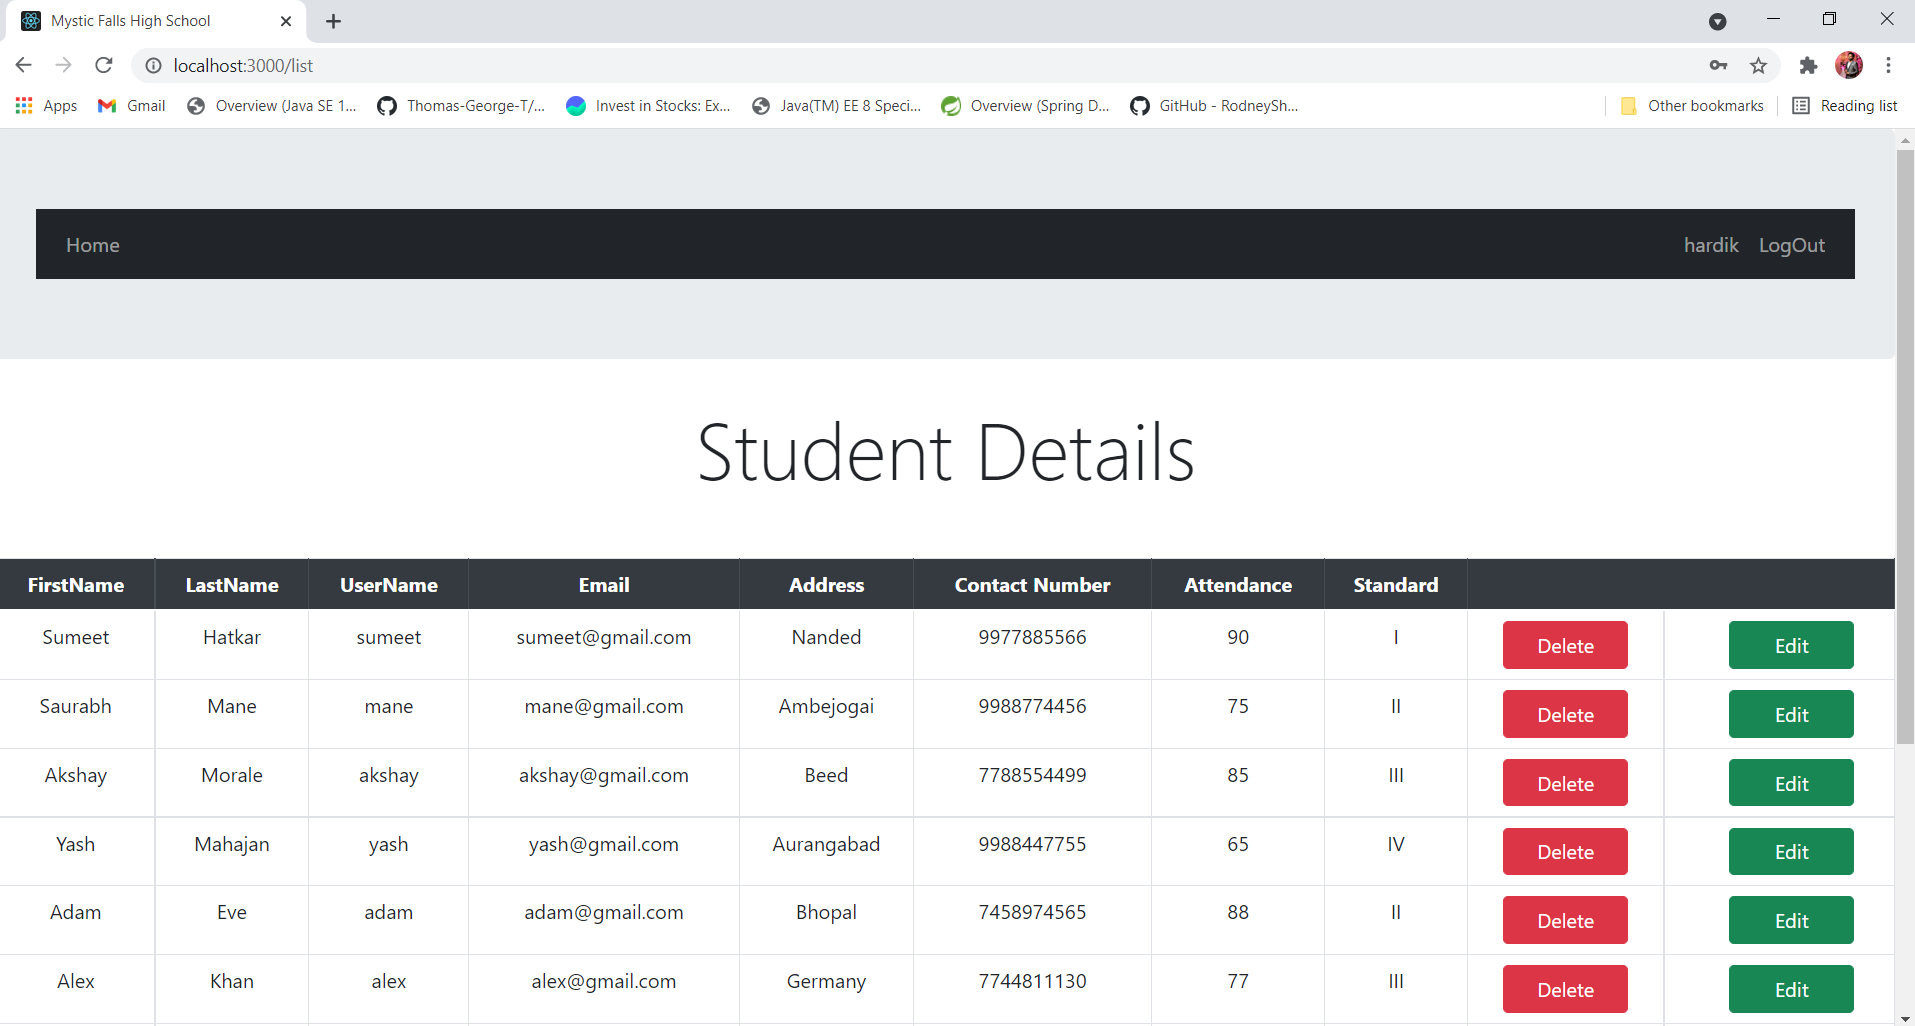 Mystic Falls High School
localhost:3000/list
Apps Gmail Overview (Java SE 1... Thomas-George-T/... Invest in Stocks: Ex... Java(TM) EE 8 Speci... Overview (Spring D... GitHub - RodneySh... Other bookmarks Reading list
Home hardik LogOut
Student Details
FirstName LastName UserName Email Address Contact Number Attendance Standard
Sumeet Hatkar sumeet sumeet@gmail.com Nanded 9977885566 90 I Delete Edit
Saurabh Mane mane mane@gmail.com Ambejogai 9988774456 75 II Delete Edit
Akshay Morale akshay akshay@gmail.com Beed 7788554499 85 III Delete Edit
Yash Mahajan yash yash@gmail.com Aurangabad 9988447755 65 IV Delete Edit
Adam Eve adam adam@gmail.com Bhopal 7458974565 88 II Delete Edit
Alex Khan alex alex@gmail.com Germany 7744811130 77 III Delete Edit